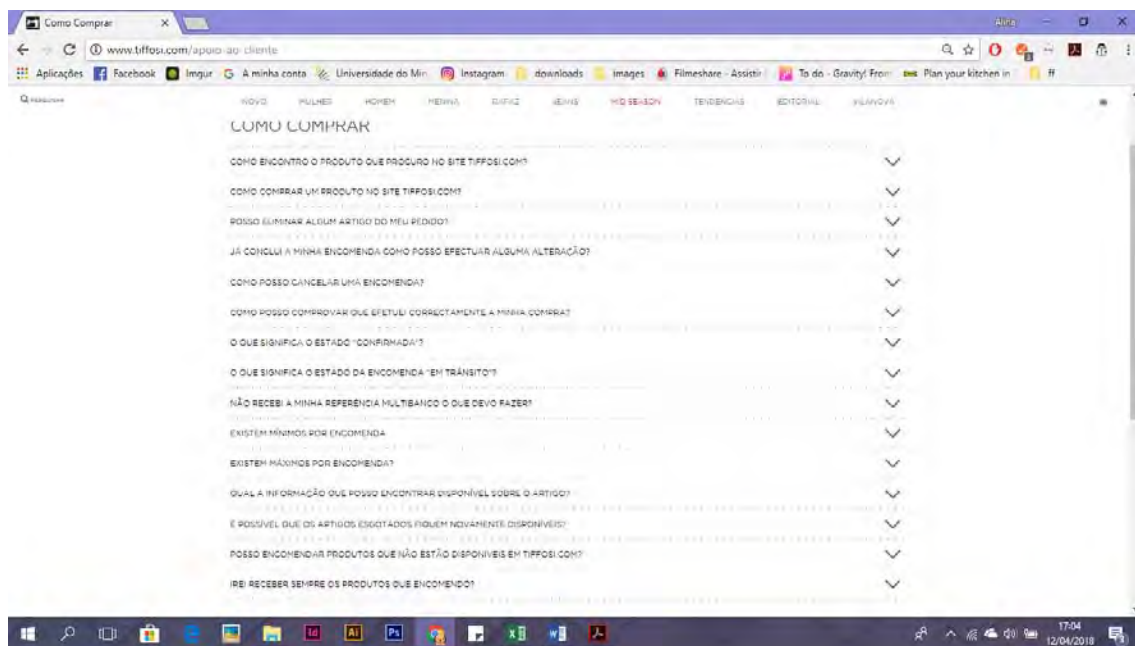 Como Comprar
Alina
www.tiffosi.com/apoio-ao-cliente
Aplicações Facebook Imgur A minha conta Universidade do Min Instagram downloads images Filmeshare - Assistir To do - Gravity! From Plan your kitchen in ff
NOVO MULHER HOMEM MENINA RAPAZ JEANS MID SEASON TENDENCIAS EDITORIAL VILANOVA
COMO COMPRAR
COMO ENCONTRO O PRODUTO QUE PROCURO NO SITE TIFFOSI.COM?
COMO COMPRAR UM PRODUTO NO SITE TIFFOSI.COM?
POSSO ELIMINAR ALGUM ARTIGO DO MEU PEDIDO?
JÁ CONCLUI A MINHA ENCOMENDA COMO POSSO EFECTUAR ALGUMA ALTERAÇÃO?
COMO POSSO CANCELAR UMA ENCOMENDA?
COMO POSSO COMPROVAR QUE EFETUEI CORRECTAMENTE A MINHA COMPRA?
O QUE SIGNIFICA O ESTADO "CONFIRMADA"?
O QUE SIGNIFICA O ESTADO DA ENCOMENDA "EM TRÂNSITO"?
NÃO RECEBI A MINHA REFERÊNCIA MULTIBANCO O QUE DEVO FAZER?
EXISTEM MÍNIMOS POR ENCOMENDA
EXISTEM MÁXIMOS POR ENCOMENDA?
QUAL A INFORMAÇÃO QUE POSSO ENCONTRAR DISPONÍVEL SOBRE O ARTIGO?
É POSSÍVEL QUE OS ARTIGOS ESGOTADOS FIQUEM NOVAMENTE DISPONÍVEIS?
POSSO ENCOMENDAR PRODUTOS QUE NÃO ESTÃO DISPONIVEIS EM TIFFOSI.COM?
IREI RECEBER SEMPRE OS PRODUTOS QUE ENCOMENDO?
17:04
12/04/2018